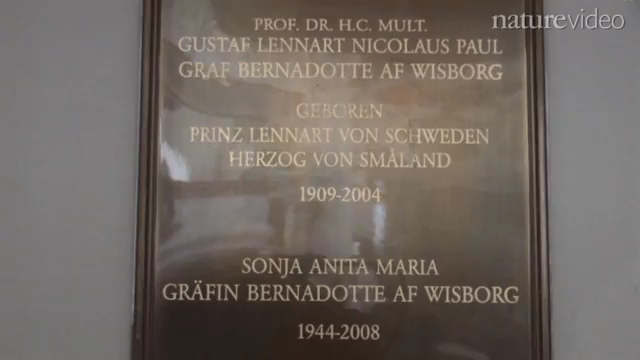 naturevideo
PROF. DR. H.C. MULT.
GUSTAF LENNART NICOLAUS PAUL
GRAF BERNADOTTE AF WISBORG
GEBOREN
PRINZ LENNART VON SCHWEDEN
HERZOG VON SMÅLAND
1909-2004
SONJA ANITA MARIA
GRÄFIN BERNADOTTE AF WISBORG
1944-2008